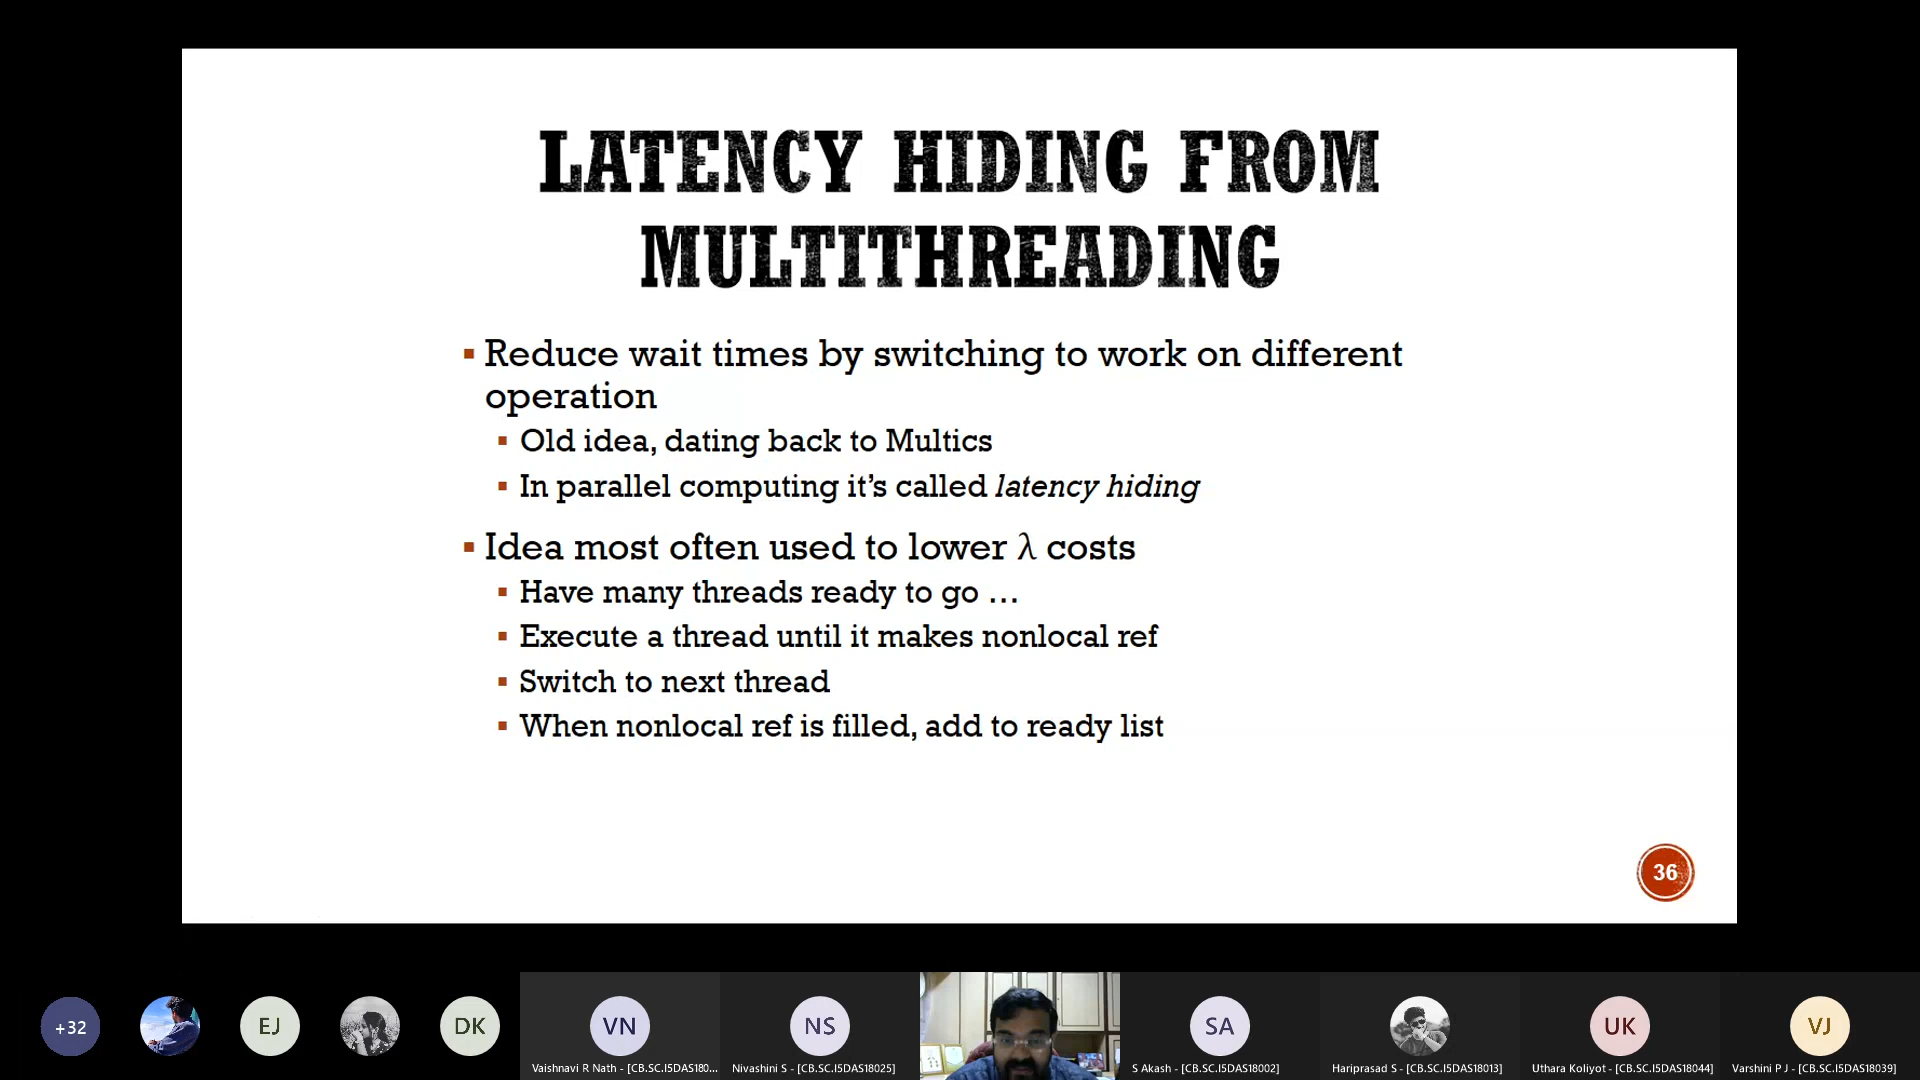 LATENCY HIDING FROM
MULTITHREADING
▪ Reduce wait times by switching to work on different
operation
▪ Old idea, dating back to Multics
▪ In parallel computing it’s called latency hiding
▪ Idea most often used to lower λ costs
▪ Have many threads ready to go …
▪ Execute a thread until it makes nonlocal ref
▪ Switch to next thread
▪ When nonlocal ref is filled, add to ready list
36
+32
EJ
DK
VN
NS
SA
UK
VJ
Vaishnavi R Nath - [CB.SC.I5DAS180...
Nivashini S - [CB.SC.I5DAS18025]
S Akash - [CB.SC.I5DAS18002]
Hariprasad S - [CB.SC.I5DAS18013]
Uthara Koliyot - [CB.SC.I5DAS18044]
Varshini P J - [CB.SC.I5DAS18039]